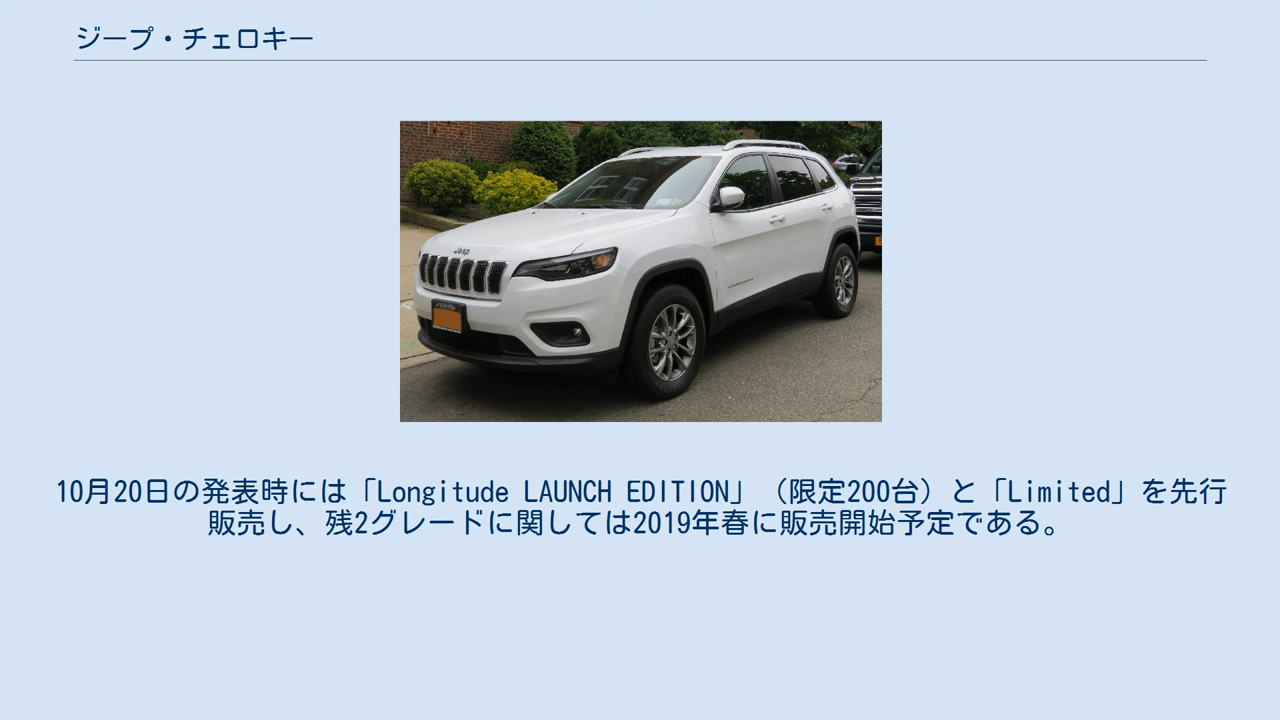 ジープ・チェロキー
Jeep
10月20日の発表時には「Longitude LAUNCH EDITION」（限定200台）と「Limited」を先行
販売し、残2グレードに関しては2019年春に販売開始予定である。